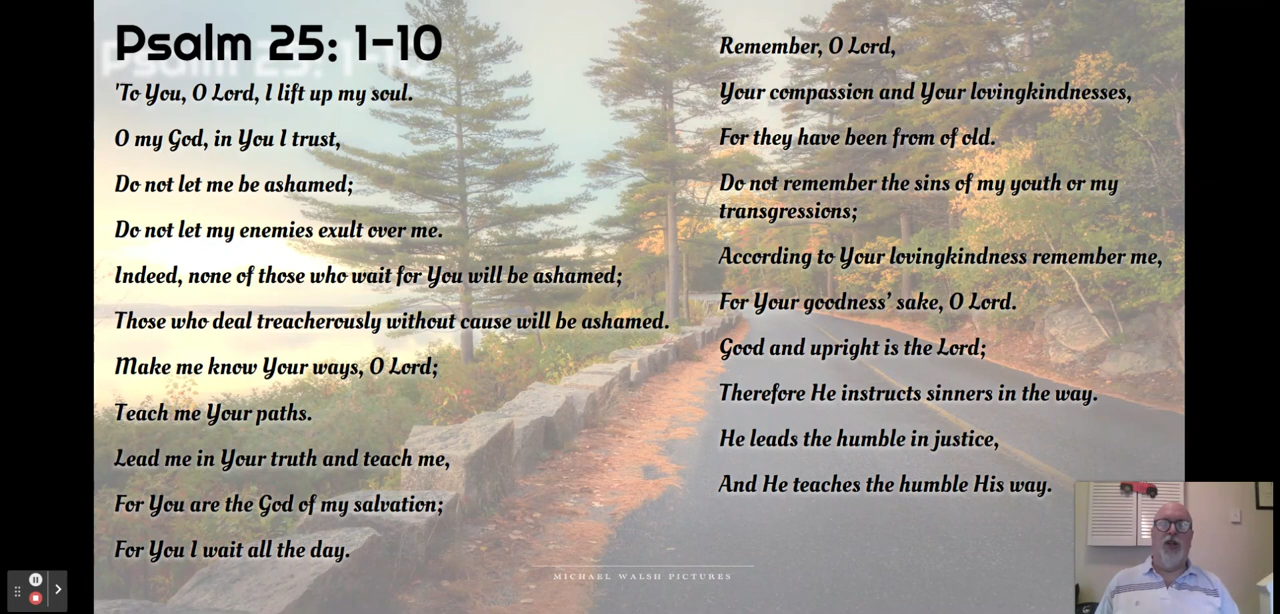 Psalm 25: 1-10
'To You, O Lord, I lift up my soul.
O my God, in You I trust,
Do not let me be ashamed;
Do not let my enemies exult over me.
Indeed, none of those who wait for You will be ashamed;
Those who deal treacherously without cause will be ashamed.
Make me know Your ways, O Lord;
Teach me Your paths.
Lead me in Your truth and teach me,
For You are the God of my salvation;
For You I wait all the day.
Remember, O Lord,
Your compassion and Your lovingkindnesses,
For they have been from of old.
Do not remember the sins of my youth or my
transgressions;
According to Your lovingkindness remember me,
For Your goodness’ sake, O Lord.
Good and upright is the Lord;
Therefore He instructs sinners in the way.
He leads the humble in justice,
And He teaches the humble His way.
MICHAEL WALSH PICTURES